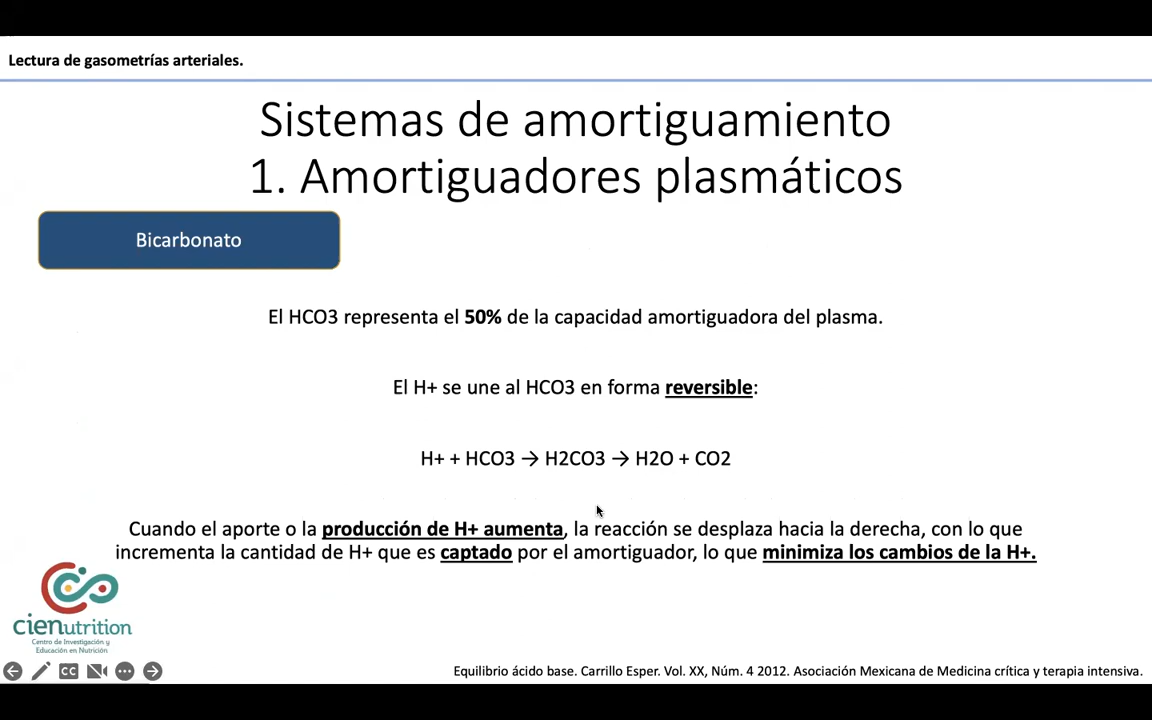 Lectura de gasometrías arteriales.
Sistemas de amortiguamiento
1. Amortiguadores plasmáticos
Bicarbonato
El HCO3 representa el 50% de la capacidad amortiguadora del plasma.
El H+ se une al HCO3 en forma reversible:
H+ + HCO3 → H2CO3 → H2O + CO2
Cuando el aporte o la producción de H+ aumenta, la reacción se desplaza hacia la derecha, con lo que
incrementa la cantidad de H+ que es captado por el amortiguador, lo que minimiza los cambios de la H+.
cienutrition
Centro de Investigación y
Educación en Nutrición
CC
Equilibrio ácido base. Carrillo Esper. Vol. XX, Núm. 4 2012. Asociación Mexicana de Medicina crítica y terapia intensiva.